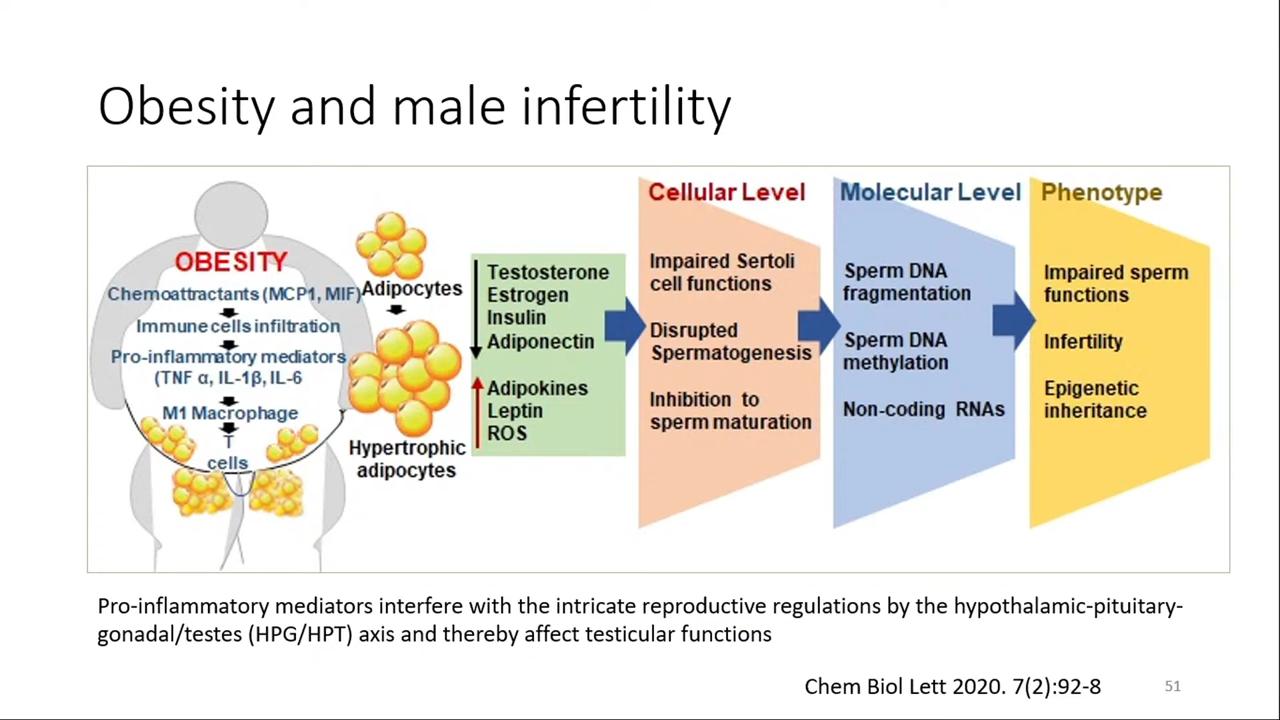 Obesity and male infertility
OBESITY
Chemoattractants (MCP1, MIF)
Immune cells infiltration
Pro-inflammatory mediators
(TNF α, IL-1β, IL-6
M1 Macrophage
T
cells
Adipocytes
Hypertrophic
adipocytes
Testosterone
Estrogen
Insulin
Adiponectin
Adipokines
Leptin
ROS
Cellular Level
Impaired Sertoli
cell functions
Disrupted
Spermatogenesis
Inhibition to
sperm maturation
Molecular Level
Sperm DNA
fragmentation
Sperm DNA
methylation
Non-coding RNAs
Phenotype
Impaired sperm
functions
Infertility
Epigenetic
inheritance
Pro-inflammatory mediators interfere with the intricate reproductive regulations by the hypothalamic-pituitary-
gonadal/testes (HPG/HPT) axis and thereby affect testicular functions
Chem Biol Lett 2020. 7(2):92-8
51